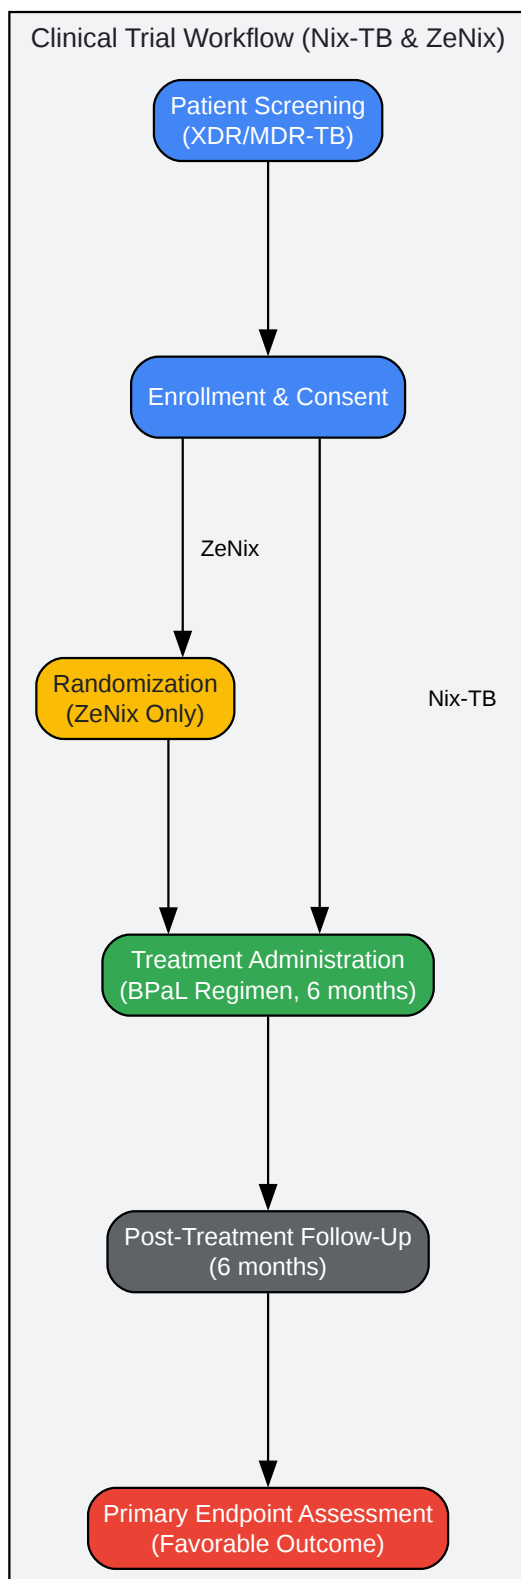 Clinical Trial Workflow (Nix-TB & ZeNix)
Patient Screening
(XDR/MDR-TB)
Enrollment & Consent
ZeNix
Randomization
(ZeNix Only)
Nix-TB
Treatment Administration
(BPaL Regimen, 6 months)
Post-Treatment Follow-Up
(6 months)
Primary Endpoint Assessment
(Favorable Outcome)